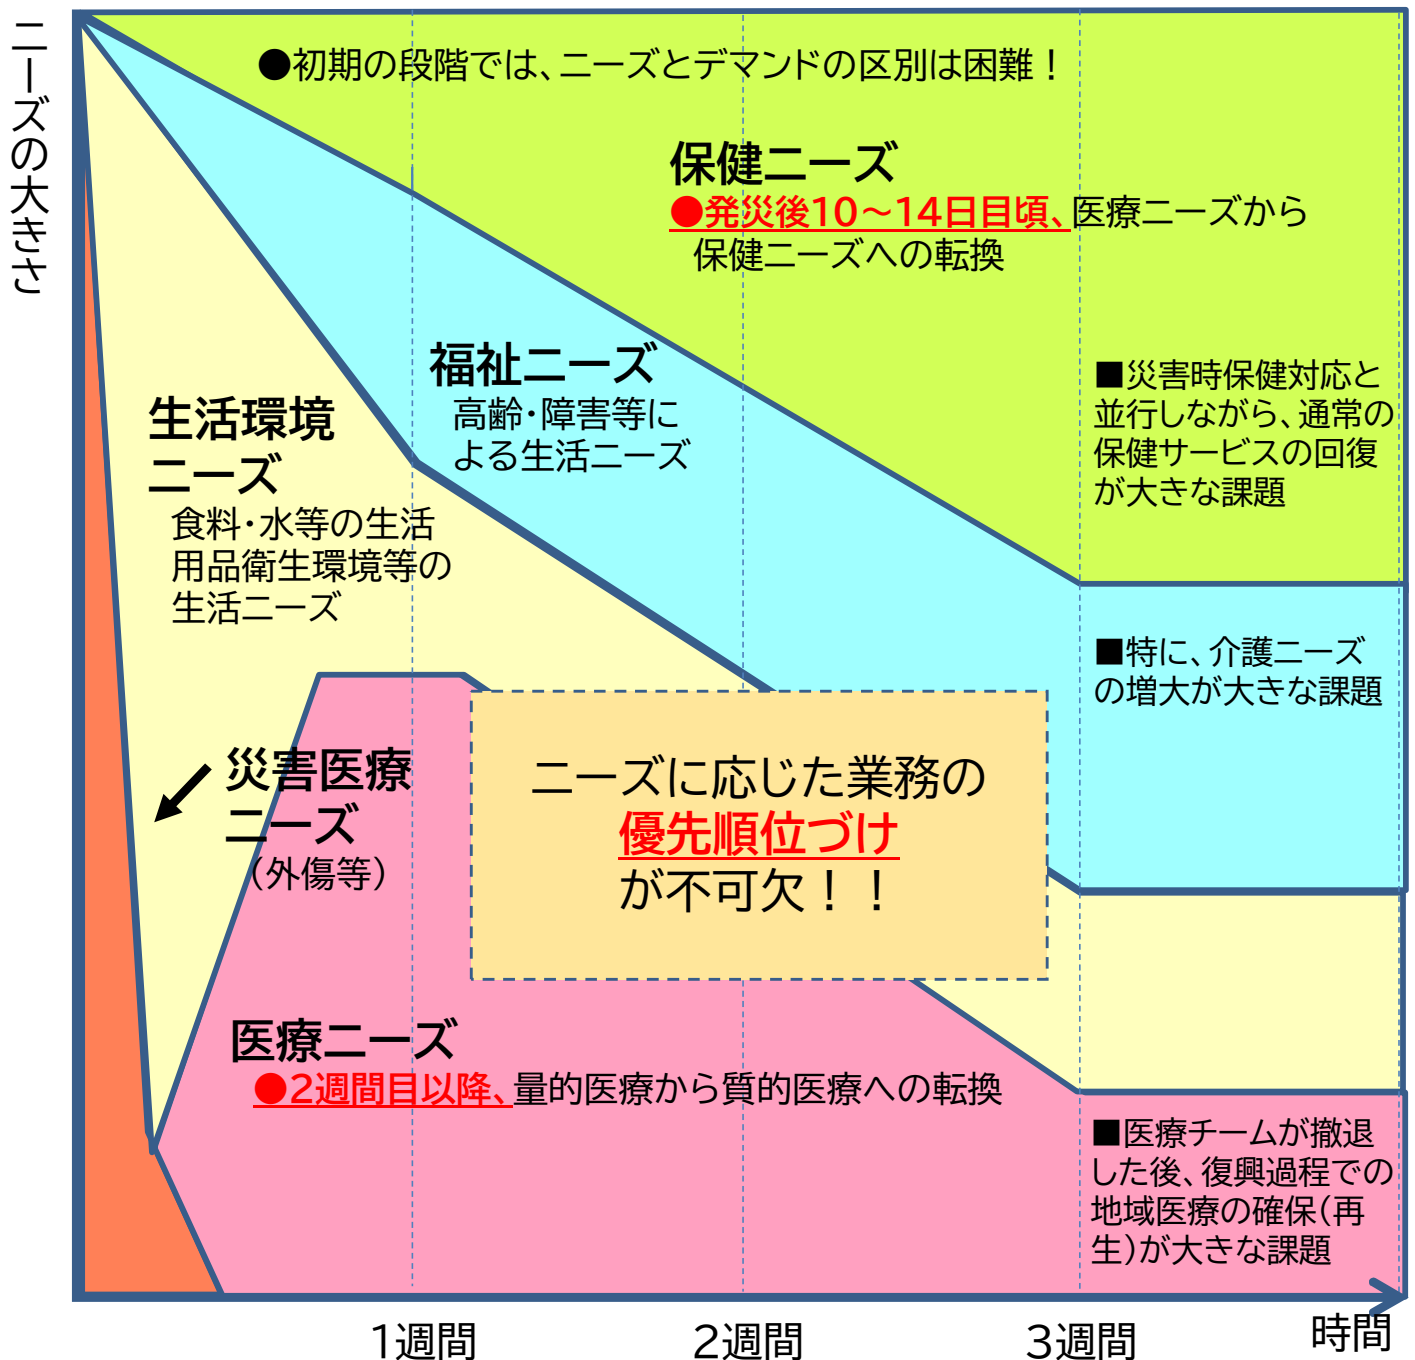 ニーズの大きさ
●初期の段階では、ニーズとデマンドの区別は困難！
保健ニーズ
●発災後10～14日目頃、医療ニーズから
保健ニーズへの転換
福祉ニーズ
高齢・障害等に
よる生活ニーズ
■災害時保健対応と
並行しながら、通常の
保健サービスの回復
が大きな課題
生活環境
ニーズ
食料・水等の生活
用品衛生環境等の
生活ニーズ
■特に、介護ニーズ
の増大が大きな課題
災害医療
ニーズ
（外傷等）
ニーズに応じた業務の
優先順位づけ
が不可欠！！
医療ニーズ
●2週間目以降、量的医療から質的医療への転換
■医療チームが撤退
した後、復興過程での
地域医療の確保（再
生）が大きな課題
1週間
2週間
3週間
時間